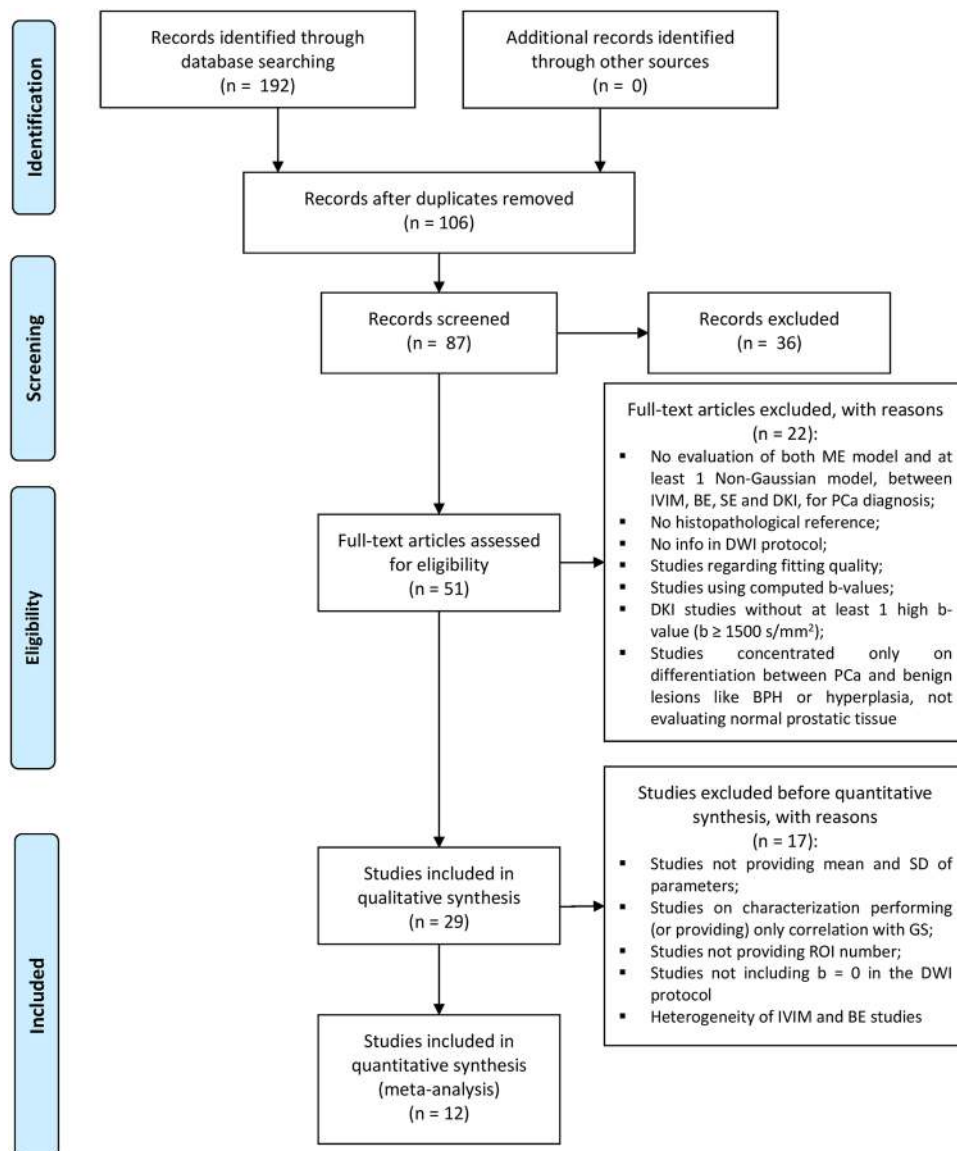 Identification
Records identified through
database searching
(n = 192)
Additional records identified
through other sources
(n = 0)
Records after duplicates removed
(n = 106)
Screening
Records screened
(n = 87)
Records excluded
(n = 36)
Eligibility
Full-text articles assessed
for eligibility
(n = 51)
Full-text articles excluded, with reasons
(n = 22):
▪ No evaluation of both ME model and at
least 1 Non-Gaussian model, between
IVIM, BE, SE and DKI, for PCa diagnosis;
▪ No histopathological reference;
▪ No info in DWI protocol;
▪ Studies regarding fitting quality;
▪ Studies using computed b-values;
▪ DKI studies without at least 1 high b-
value (b ≥ 1500 s/mm²);
▪ Studies concentrated only on
differentiation between PCa and benign
lesions like BPH or hyperplasia, not
evaluating normal prostatic tissue
Included
Studies included in
qualitative synthesis
(n = 29)
Studies excluded before quantitative
synthesis, with reasons
(n = 17):
▪ Studies not providing mean and SD of
parameters;
▪ Studies on characterization performing
(or providing) only correlation with GS;
▪ Studies not providing ROI number;
▪ Studies not including b = 0 in the DWI
protocol
▪ Heterogeneity of IVIM and BE studies
Studies included in
quantitative synthesis
(meta-analysis)
(n = 12)